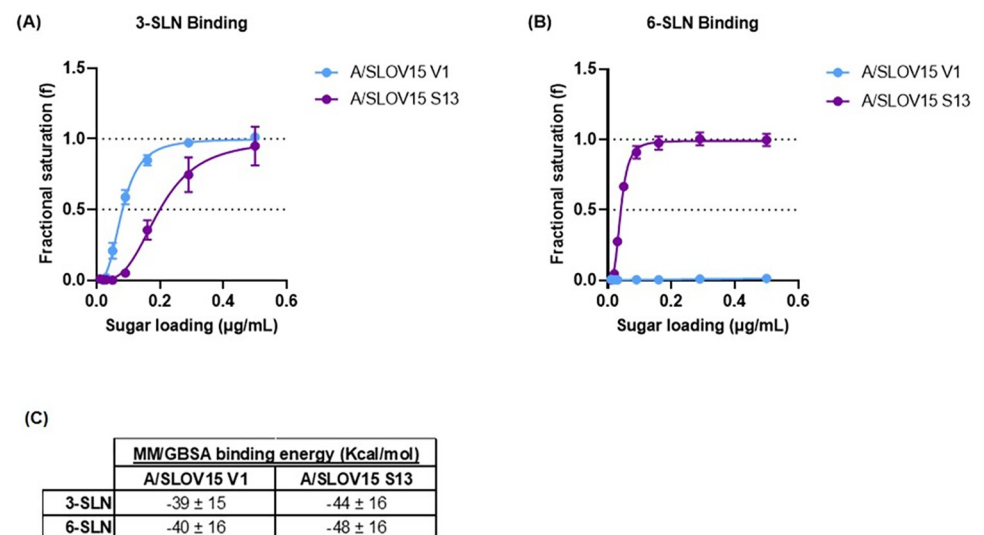 (A)
3-SLN Binding
1.5
1.0
0.5
0.0
0.0 0.2 0.4 0.6
Fractional saturation (f)
Sugar loading (µg/mL)
A/SLOV15 V1
A/SLOV15 S13
(B)
6-SLN Binding
1.5
1.0
0.5
0.0
0.0 0.2 0.4 0.6
Fractional saturation (f)
Sugar loading (µg/mL)
A/SLOV15 V1
A/SLOV15 S13
(C)
MM/GBSA binding energy (Kcal/mol)
A/SLOV15 V1 A/SLOV15 S13
3-SLN -39 ± 15 -44 ± 16
6-SLN -40 ± 16 -48 ± 16